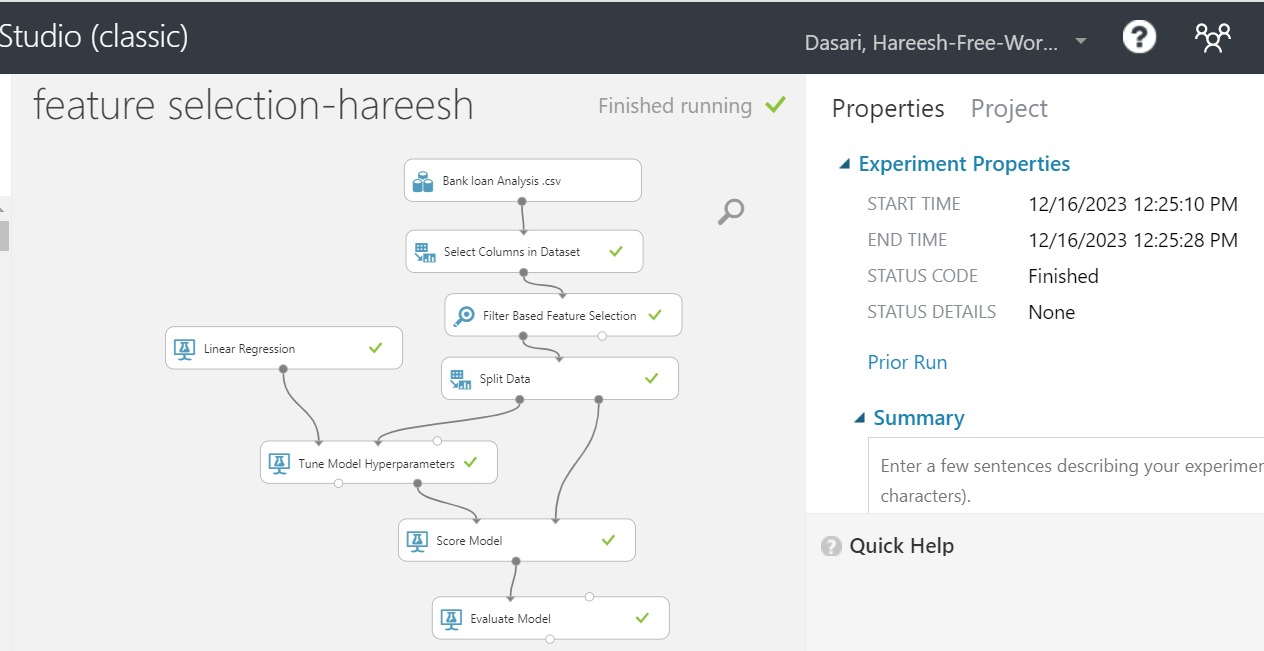 Studio (classic)
Dasari, Hareesh-Free-Wor...
?
feature selection-hareesh
Finished running
Bank loan Analysis .csv
Select Columns in Dataset
Filter Based Feature Selection
Linear Regression
Split Data
Tune Model Hyperparameters
Score Model
Evaluate Model
Properties Project
Experiment Properties
START TIME 12/16/2023 12:25:10 PM
END TIME 12/16/2023 12:25:28 PM
STATUS CODE Finished
STATUS DETAILS None
Prior Run
Summary
Enter a few sentences describing your experimen
characters).
? Quick Help